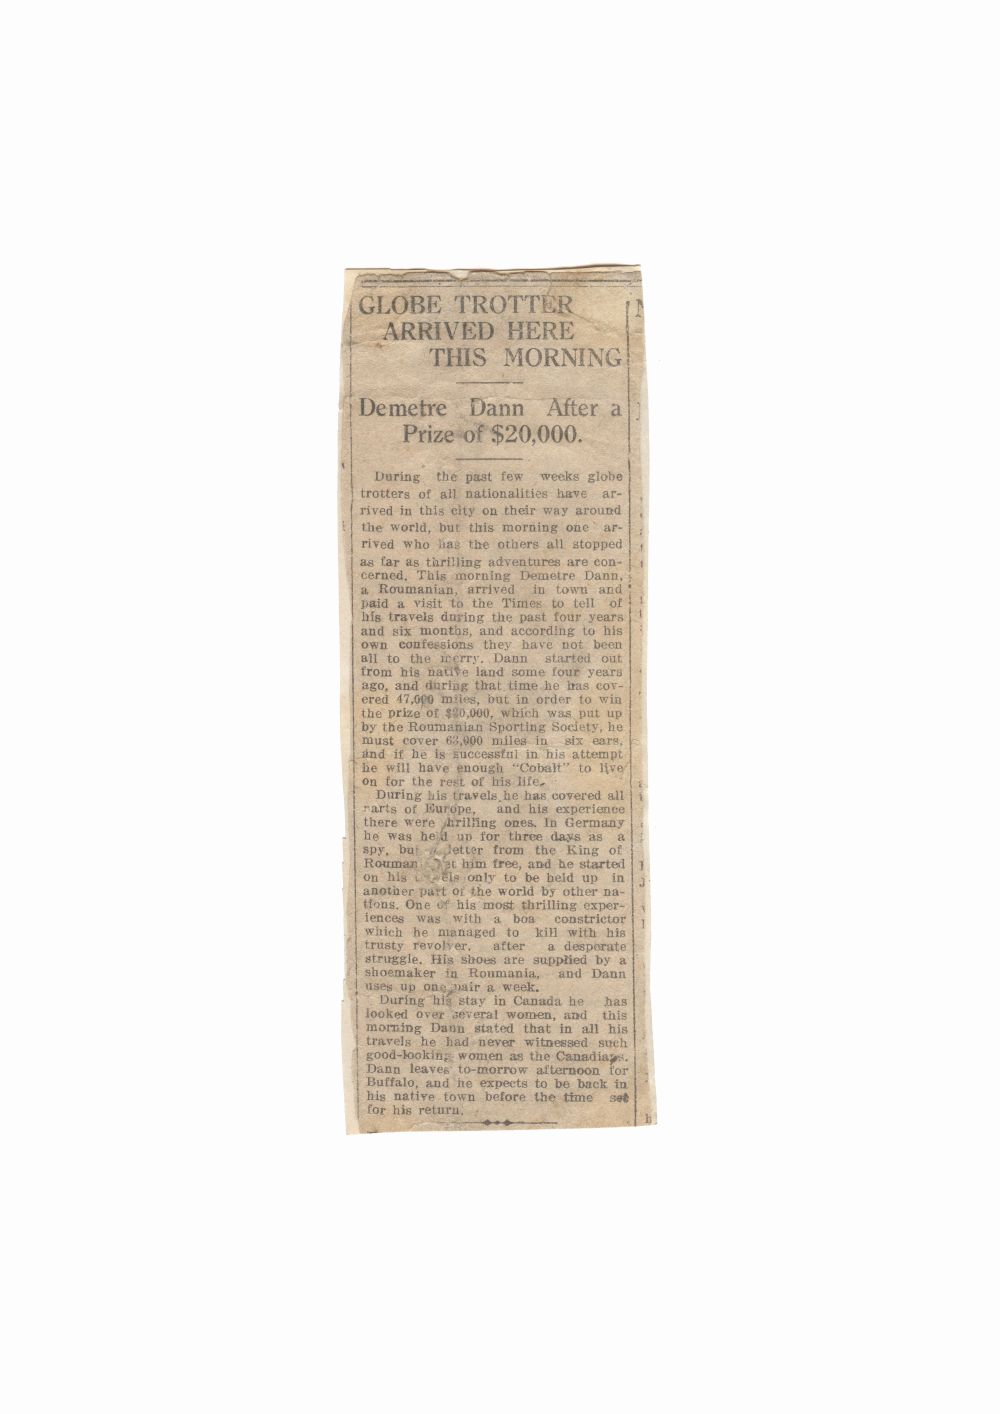 GLOBE TROTTER
ARRIVED HERE
THIS MORNING
Demetre Dann After a
Prize of $20,000.
During the past few weeks globe
trotters of all nationalities have ar-
rived in this city on their way around
the world, but this morning one ar-
rived who has the others all stopped
as far as thrilling adventures are con-
cerned. This morning Demetre Dann,
a Roumanian, arrived in town and
paid a visit to the Times to tell of
his travels during the past four years
and six months, and according to his
own confessions they have not been
all to the merry. Dann started out
from his native land some four years
ago, and during that time he has cov-
ered 47,000 miles, but in order to win
the prize of $20,000, which was put up
by the Roumanian Sporting Society, he
must cover 63,000 miles in six ears,
and if he is successful in his attempt
he will have enough "Cobalt" to live
on for the rest of his life.
During his travels he has covered all
parts of Europe, and his experience
there were thrilling ones. In Germany
he was held up for three days as a
spy, but letter from the King of
Rouman him free, and he started
on his only to be held up in
another part of the world by other na-
tions. One of his most thrilling exper-
iences was with a boa constrictor
which he managed to kill with his
trusty revolver, after a desperate
struggle. His shoes are supplied by a
shoemaker in Roumania, and Dann
uses up one pair a week.
During his stay in Canada he has
looked over several women, and this
morning Dann stated that in all his
travels he had never witnessed such
good-looking women as the Canadians.
Dann leaves to-morrow afternoon for
Buffalo, and he expects to be back in
his native town before the time set
for his return.